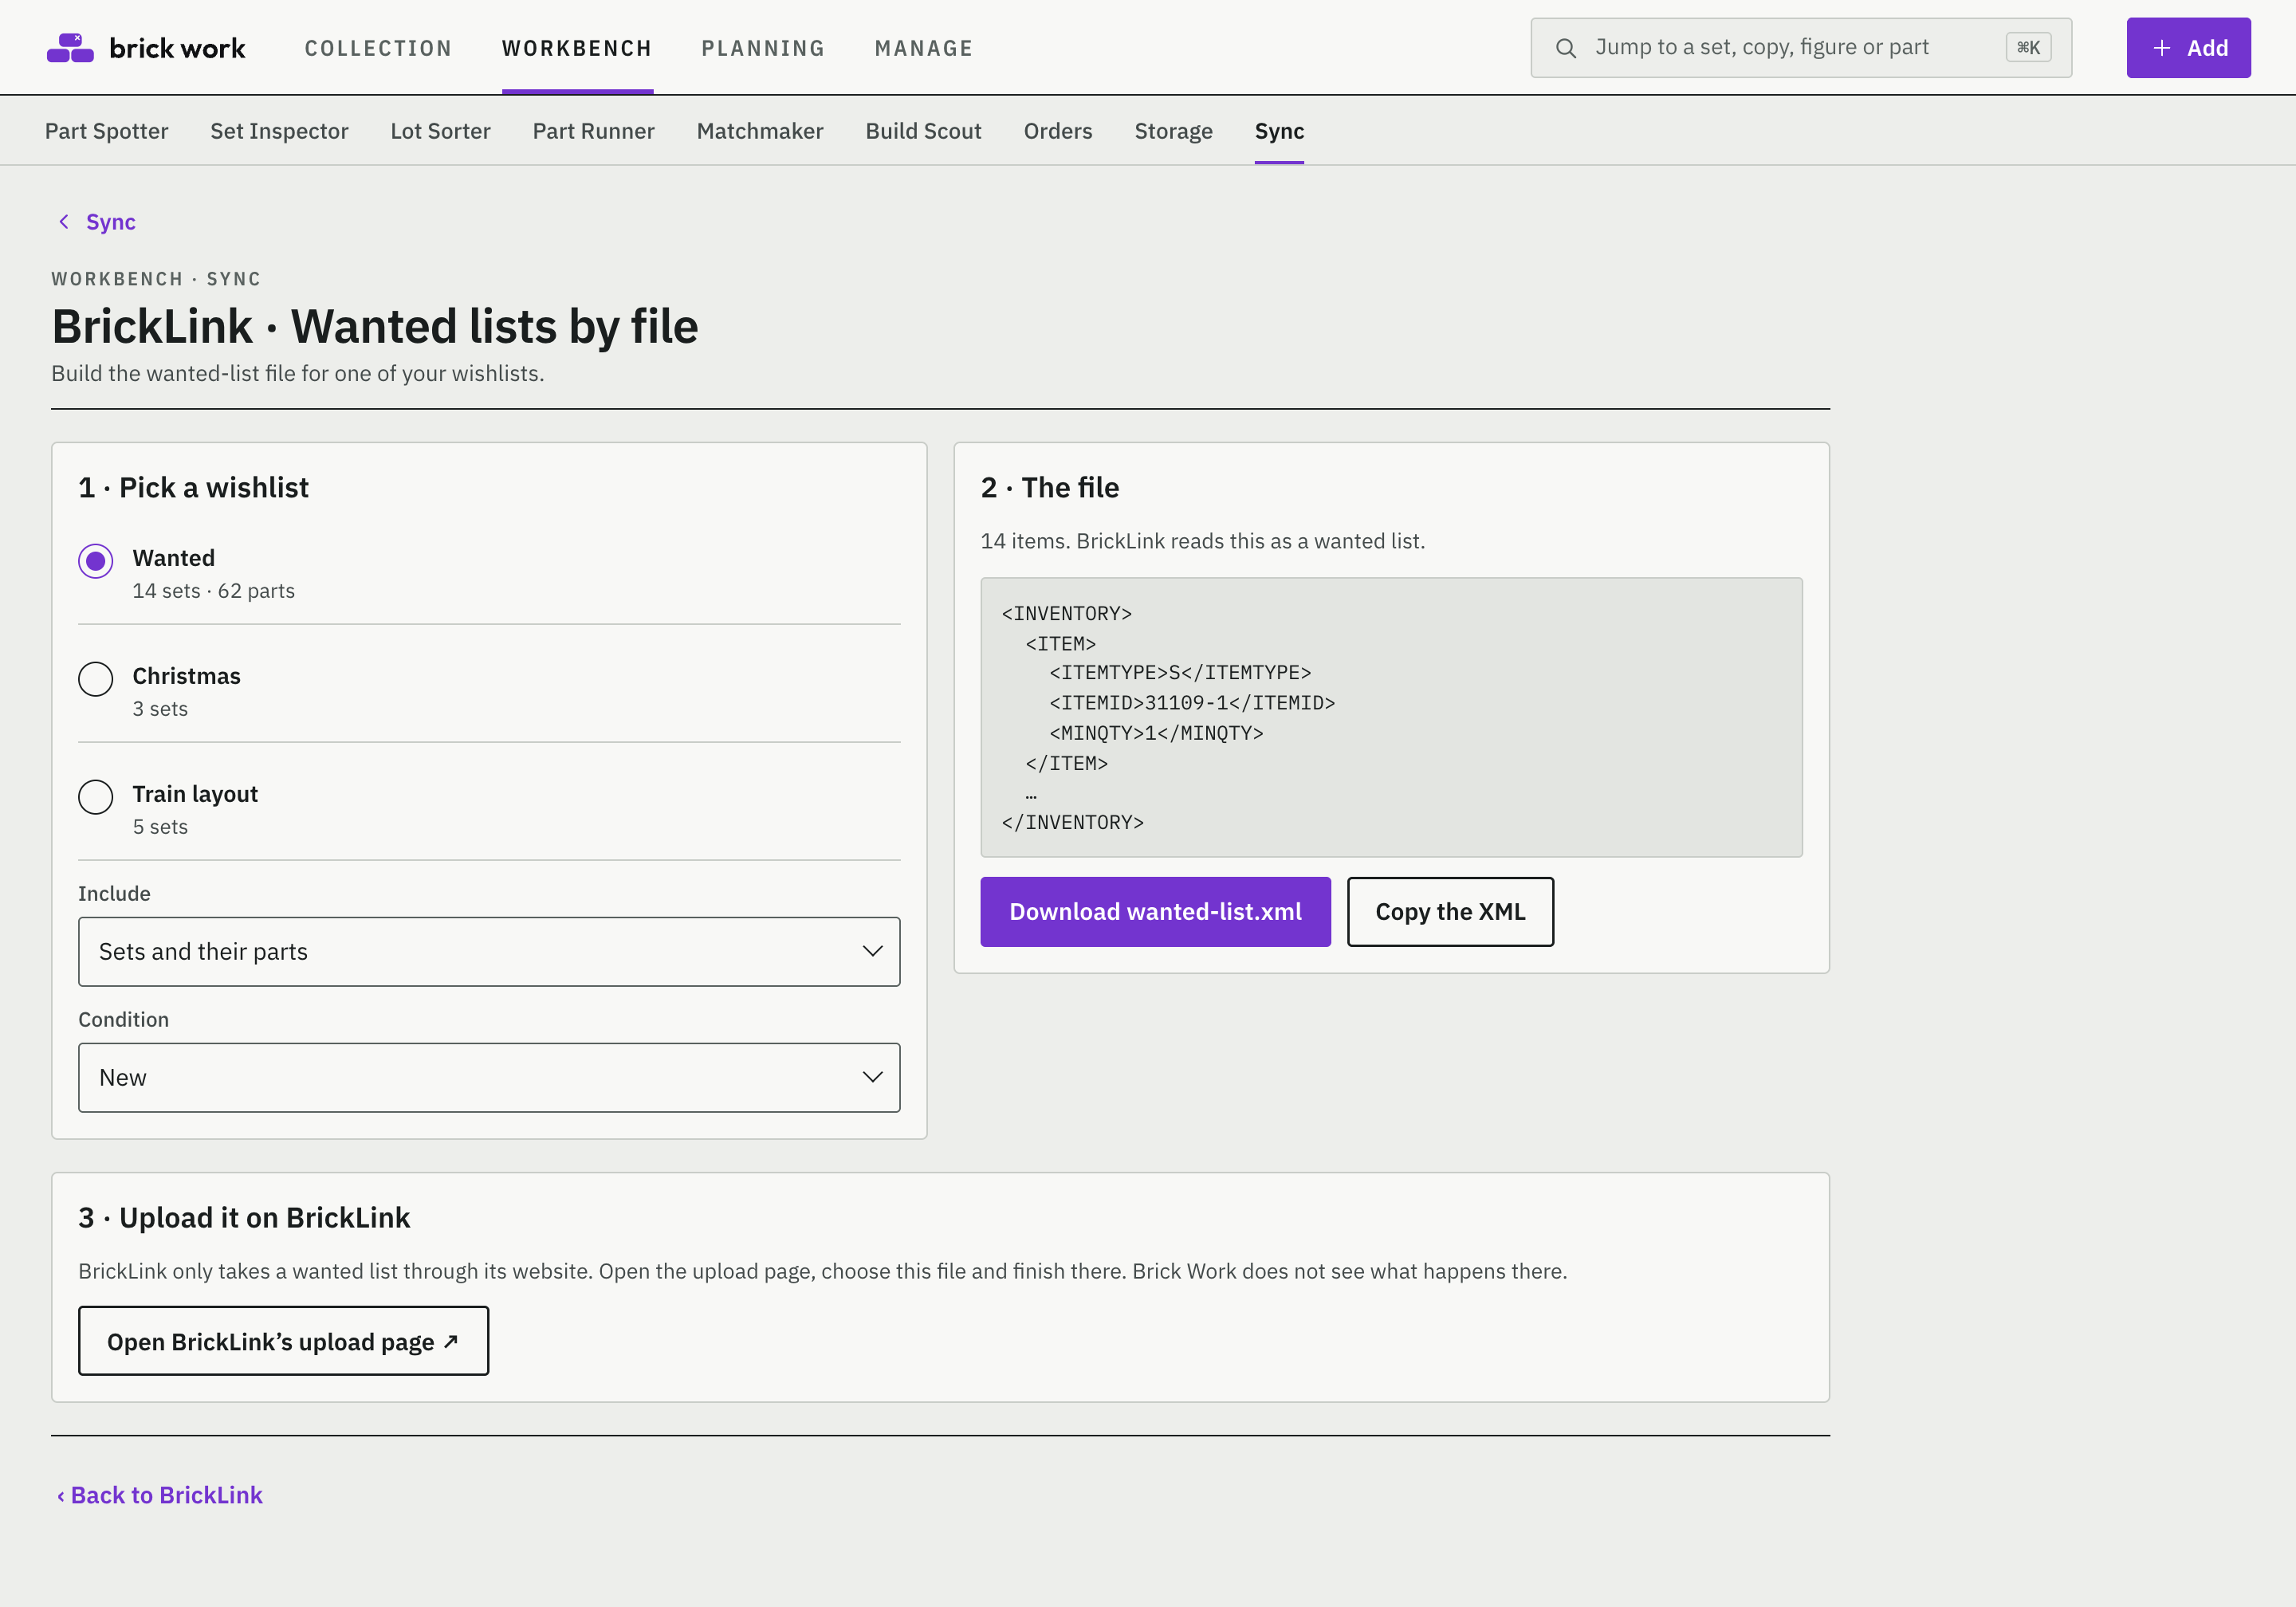 brick work
COLLECTION
WORKBENCH
PLANNING
MANAGE
Jump to a set, copy, figure or part
⌘K
+ Add
Part Spotter
Set Inspector
Lot Sorter
Part Runner
Matchmaker
Build Scout
Orders
Storage
Sync
‹ Sync
WORKBENCH · SYNC
BrickLink · Wanted lists by file
Build the wanted-list file for one of your wishlists.
1 · Pick a wishlist
Wanted
14 sets · 62 parts
Christmas
3 sets
Train layout
5 sets
Include
Sets and their parts
Condition
New
2 · The file
14 items. BrickLink reads this as a wanted list.
<INVENTORY>
  <ITEM>
    <ITEMTYPE>S</ITEMTYPE>
    <ITEMID>31109-1</ITEMID>
    <MINQTY>1</MINQTY>
  </ITEM>
  …
</INVENTORY>
Download wanted-list.xml
Copy the XML
3 · Upload it on BrickLink
BrickLink only takes a wanted list through its website. Open the upload page, choose this file and finish there. Brick Work does not see what happens there.
Open BrickLink’s upload page ↗
‹ Back to BrickLink